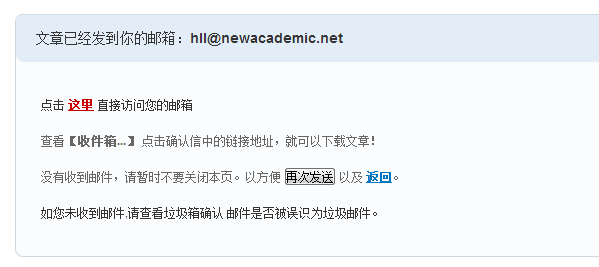 文章已经发到你的邮箱：hll@newacademic.net
点击 这里 直接访问您的邮箱
查看【收件箱...】 点击确认信中的链接地址，就可以下载文章！
没有收到邮件，请暂时不要关闭本页。以方便 再次发送 以及 返回。
如您未收到邮件,请查看垃圾箱确认 邮件是否被误识为垃圾邮件。